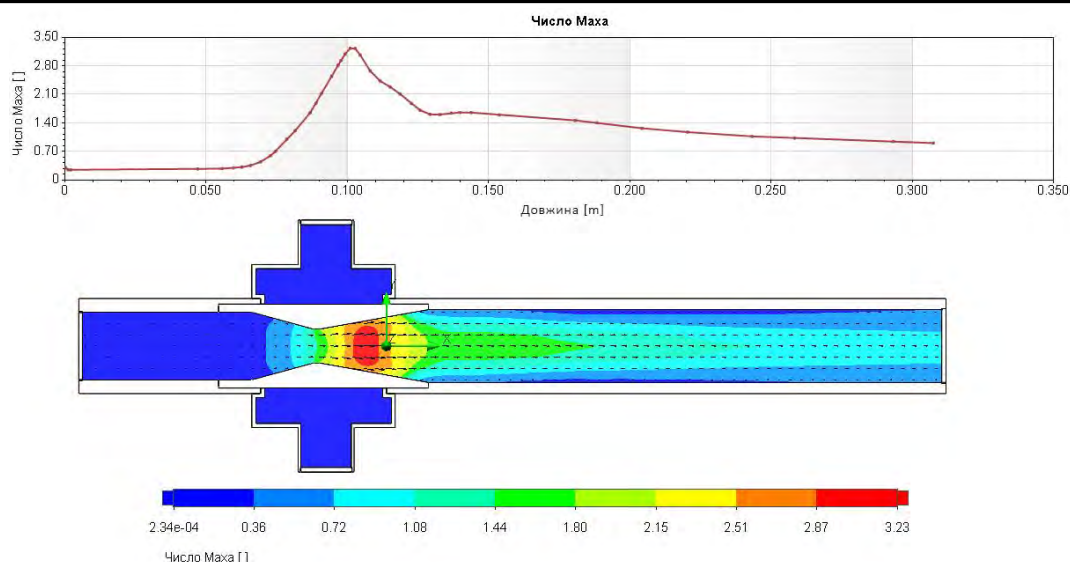 Число Маха
3.50
2.80
2.10
1.40
0.70
0
Число Маха [ ]
0 0.050 0.100 0.150 0.200 0.250 0.300 0.350
Довжина [m]
Y
X
2.34e-04 0.36 0.72 1.08 1.44 1.80 2.15 2.51 2.87 3.23
Число Маха [ ]